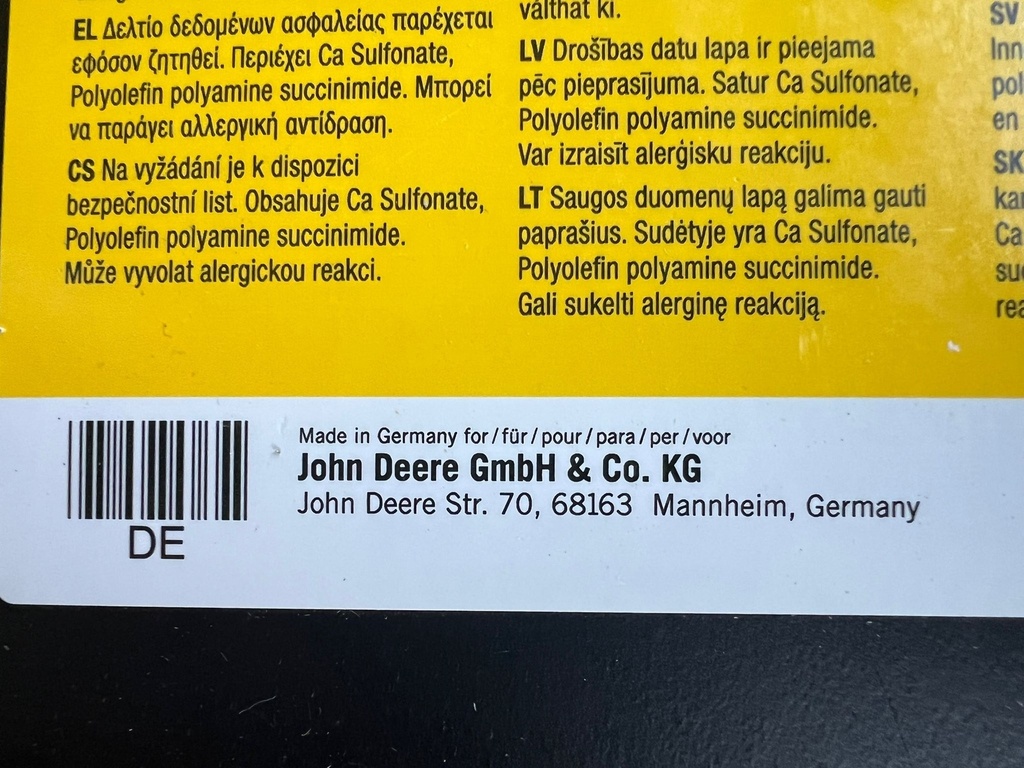 EL Δελτίο δεδομένων ασφαλείας παρέχεται
εφόσον ζητηθεί. Περιέχει Ca Sulfonate,
Polyolefin polyamine succinimide. Μπορεί
να παράγει αλλεργική αντίδραση.
CS Na vyžádání je k dispozici
bezpečnostní list. Obsahuje Ca Sulfonate,
Polyolefin polyamine succinimide.
Může vyvolat alergickou reakci.
válthat ki.
LV Drošības datu lapa ir pieejama
pēc pieprasījuma. Satur Ca Sulfonate,
Polyolefin polyamine succinimide.
Var izraisīt alerģisku reakciju.
LT Saugos duomenų lapą galima gauti
paprašius. Sudėtyje yra Ca Sulfonate,
Polyolefin polyamine succinimide.
Gali sukelti alerginę reakciją.
SV
en
SK
Ca
Made in Germany for/für/pour/para/per/voor
John Deere GmbH & Co. KG
John Deere Str. 70, 68163 Mannheim, Germany
DE